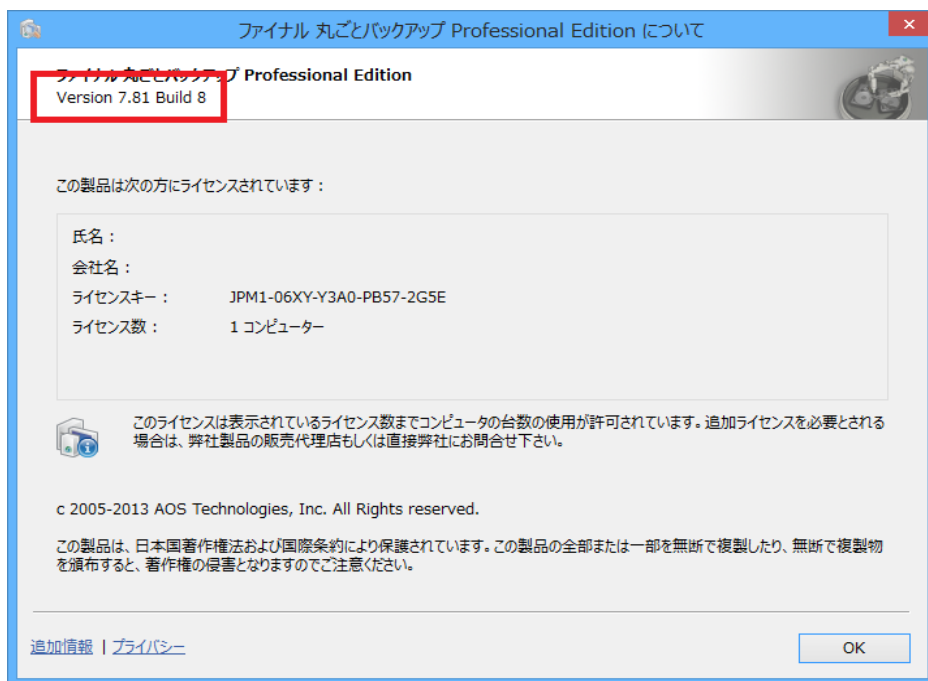 ファイナル 丸ごとバックアップ Professional Edition について
ファイナル 丸ごとバックアップ Professional Edition
Version 7.81 Build 8
この製品は次の方にライセンスされています：
氏名：
会社名：
ライセンスキー： JPM1-06XY-Y3A0-PB57-2G5E
ライセンス数： 1 コンピューター
このライセンスは表示されているライセンス数までコンピュータの台数の使用が許可されています。追加ライセンスを必要とされる
場合は、弊社製品の販売代理店もしくは直接弊社にお問合せ下さい。
c 2005-2013 AOS Technologies, Inc. All Rights reserved.
この製品は、日本国著作権法および国際条約により保護されています。この製品の全部または一部を無断で複製したり、無断で複製物
を頒布すると、著作権の侵害となりますのでご注意ください。
追加情報 | プライバシー
OK